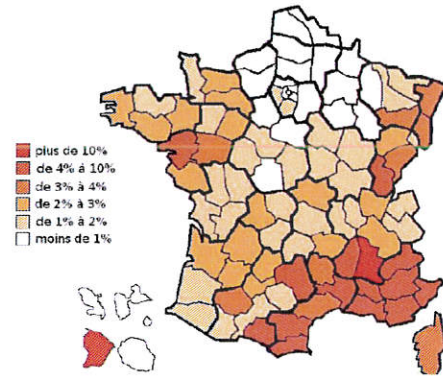 plus de 10%
de 4% à 10%
de 3% à 4%
de 2% à 3%
de 1% à 2%
moins de 1%